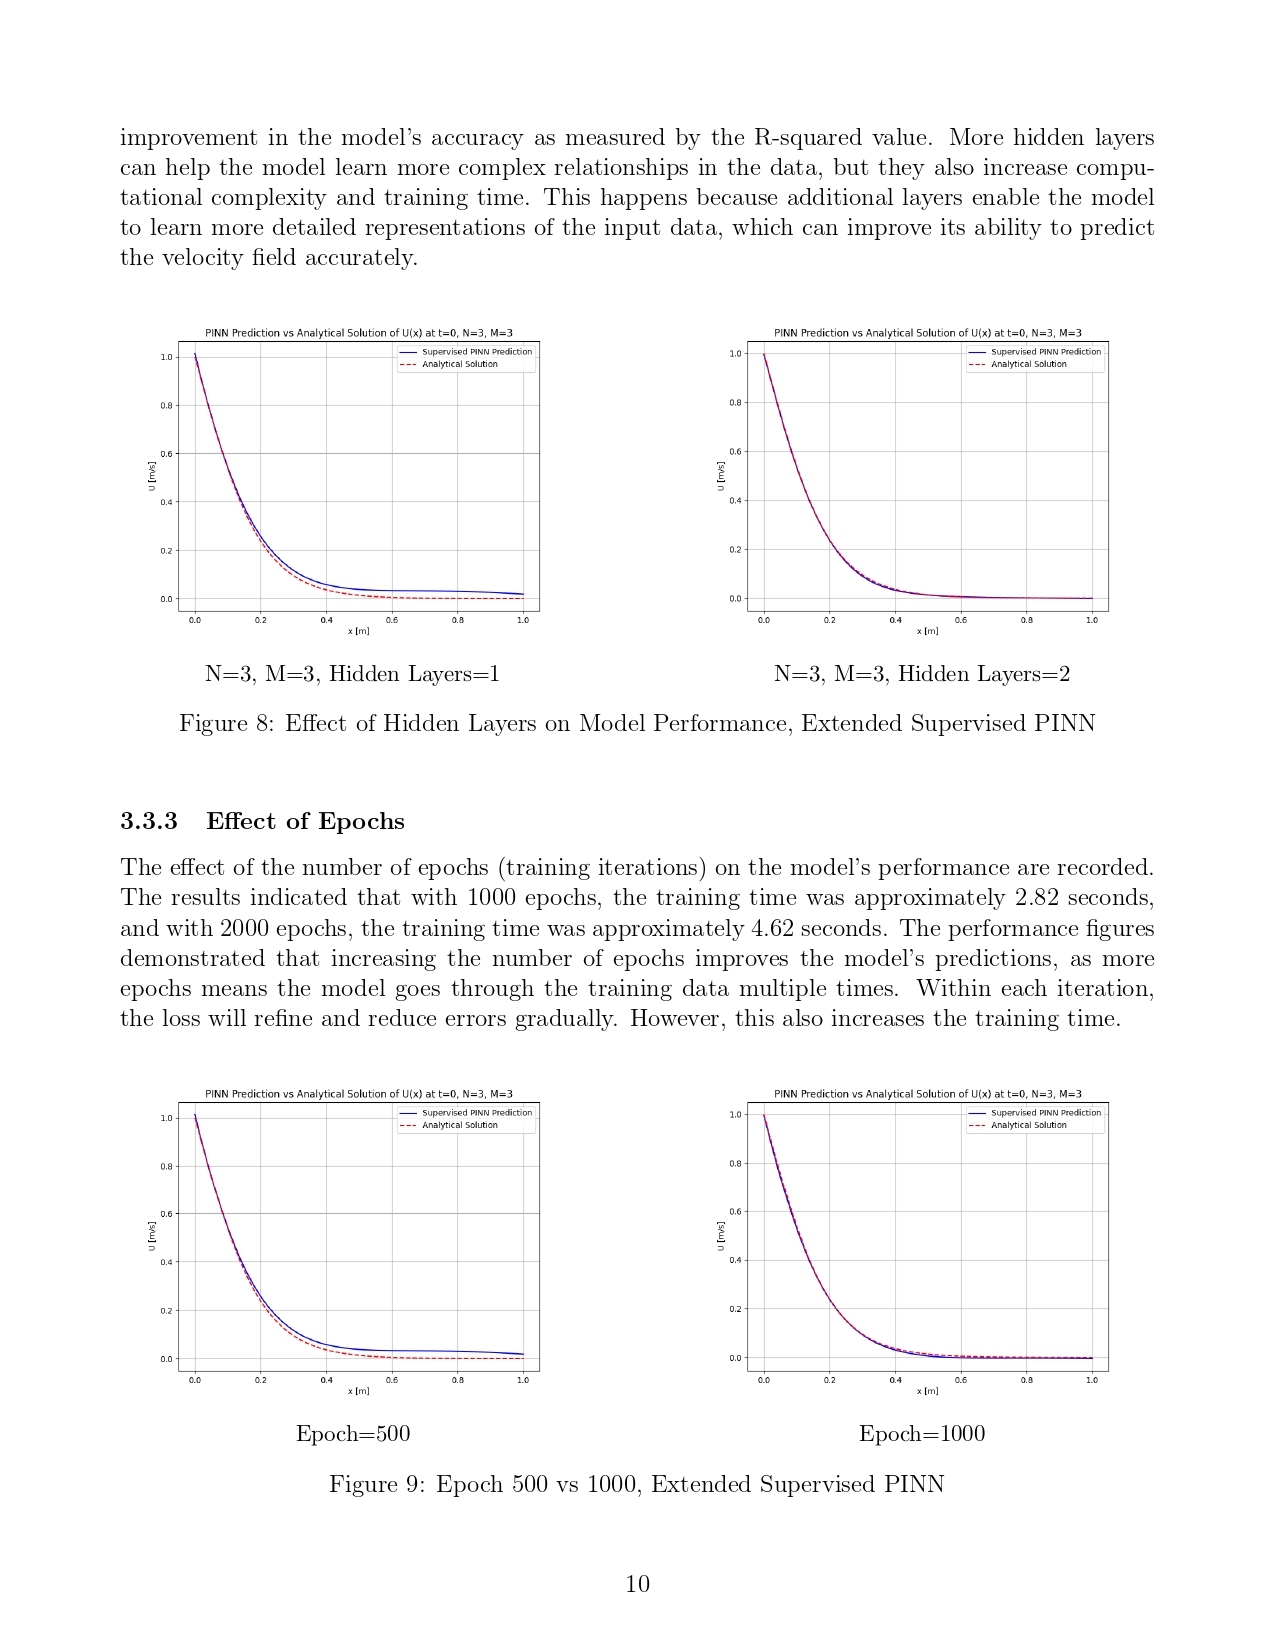 improvement in the model's accuracy as measured by the R-squared value. More hidden layers
can help the model learn more complex relationships in the data, but they also increase compu-
tational complexity and training time. This happens because additional layers enable the model
to learn more detailed representations of the input data, which can improve its ability to predict
the velocity field accurately.
PINN Prediction vs Analytical Solution of U(x) at t=0, N=3, M=3
Supervised PINN Prediction
Analytical Solution
1.0
0.8
0.6
0.4
0.2
0.0
U [m/s]
0.0 0.2 0.4 0.6 0.8 1.0
x [m]
N=3, M=3, Hidden Layers=1
PINN Prediction vs Analytical Solution of U(x) at t=0, N=3, M=3
Supervised PINN Prediction
Analytical Solution
1.0
0.8
0.6
0.4
0.2
0.0
U [m/s]
0.0 0.2 0.4 0.6 0.8 1.0
x [m]
N=3, M=3, Hidden Layers=2
Figure 8: Effect of Hidden Layers on Model Performance, Extended Supervised PINN
3.3.3 Effect of Epochs
The effect of the number of epochs (training iterations) on the model's performance are recorded.
The results indicated that with 1000 epochs, the training time was approximately 2.82 seconds,
and with 2000 epochs, the training time was approximately 4.62 seconds. The performance figures
demonstrated that increasing the number of epochs improves the model's predictions, as more
epochs means the model goes through the training data multiple times. Within each iteration,
the loss will refine and reduce errors gradually. However, this also increases the training time.
PINN Prediction vs Analytical Solution of U(x) at t=0, N=3, M=3
Supervised PINN Prediction
Analytical Solution
1.0
0.8
0.6
0.4
0.2
0.0
U [m/s]
0.0 0.2 0.4 0.6 0.8 1.0
x [m]
Epoch=500
PINN Prediction vs Analytical Solution of U(x) at t=0, N=3, M=3
Supervised PINN Prediction
Analytical Solution
1.0
0.8
0.6
0.4
0.2
0.0
U [m/s]
0.0 0.2 0.4 0.6 0.8 1.0
x [m]
Epoch=1000
Figure 9: Epoch 500 vs 1000, Extended Supervised PINN
10